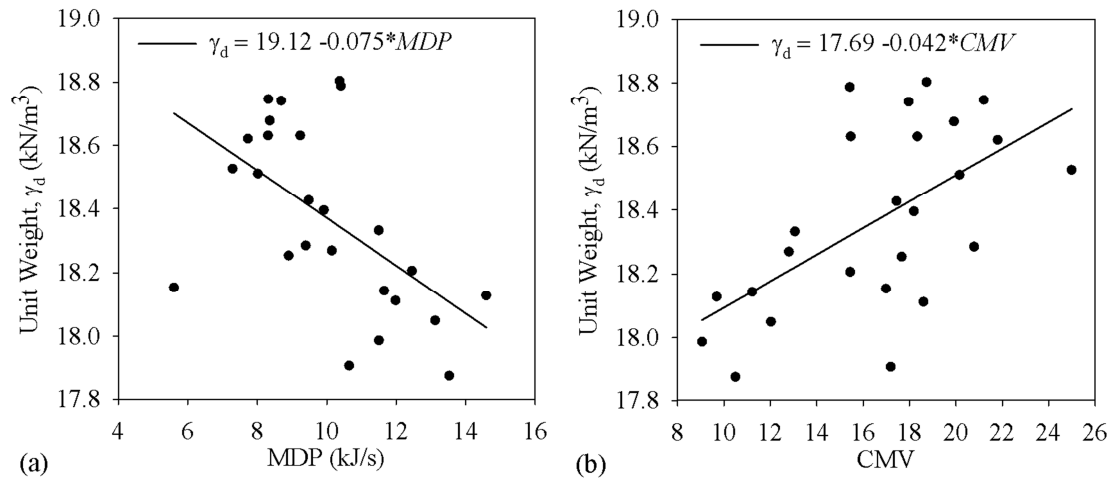 19.0
18.8
18.6
18.4
18.2
18.0
17.8
Unit Weight, γd (kN/m³)
γd = 19.12 -0.075*MDP
4 6 8 10 12 14 16
MDP (kJ/s)
(a)
19.0
18.8
18.6
18.4
18.2
18.0
17.8
Unit Weight, γd (kN/m³)
γd = 17.69 -0.042*CMV
8 10 12 14 16 18 20 22 24 26
CMV
(b)